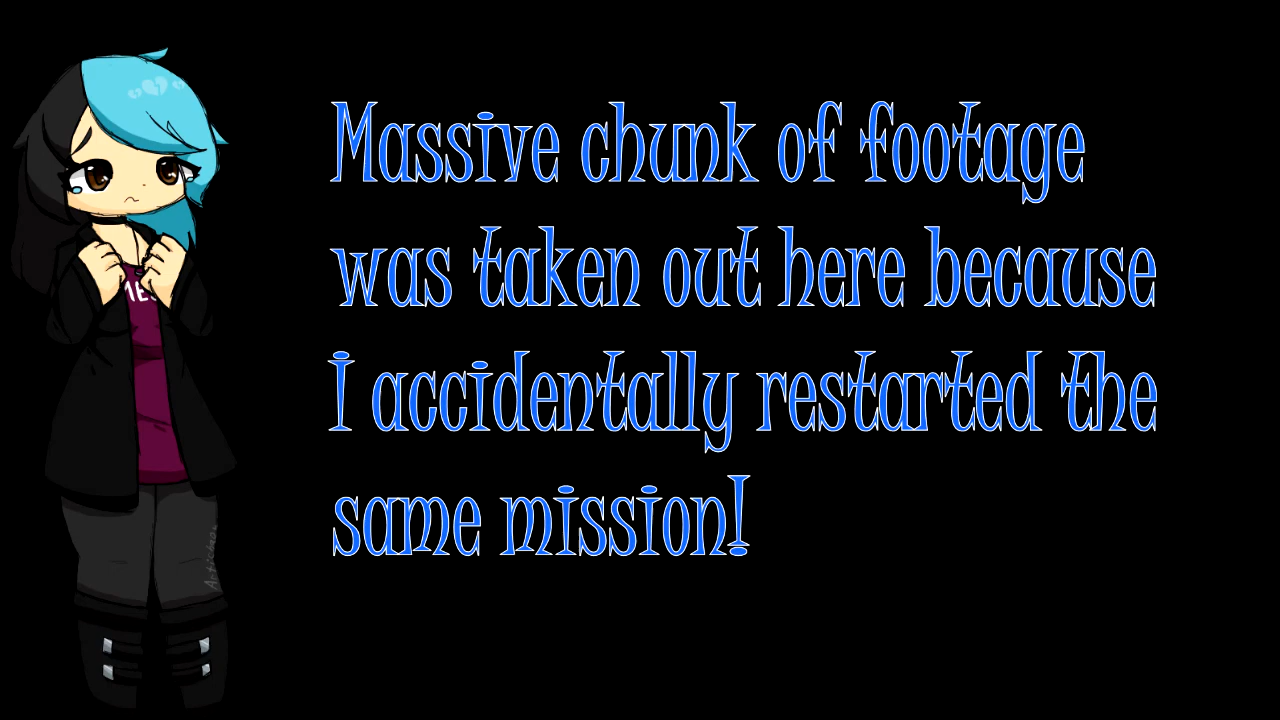 Massive chunk of footage
was taken out here because
I accidentally restarted the
same mission!